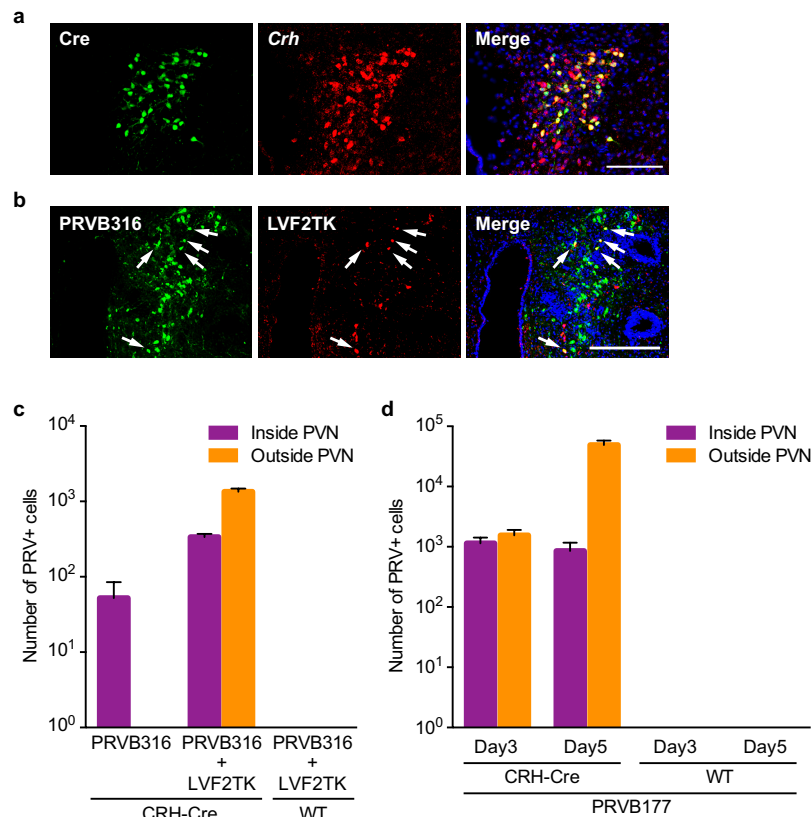 a
Cre
Crh
Merge
b
PRVB316
LVF2TK
Merge
c
Number of PRV+ cells
10^4
10^3
10^2
10^1
10^0
Inside PVN
Outside PVN
PRVB316
PRVB316
+
LVF2TK
PRVB316
+
LVF2TK
CRH-Cre
WT
d
Number of PRV+ cells
10^5
10^4
10^3
10^2
10^1
10^0
Inside PVN
Outside PVN
Day3
Day5
Day3
Day5
CRH-Cre
WT
PRVB177